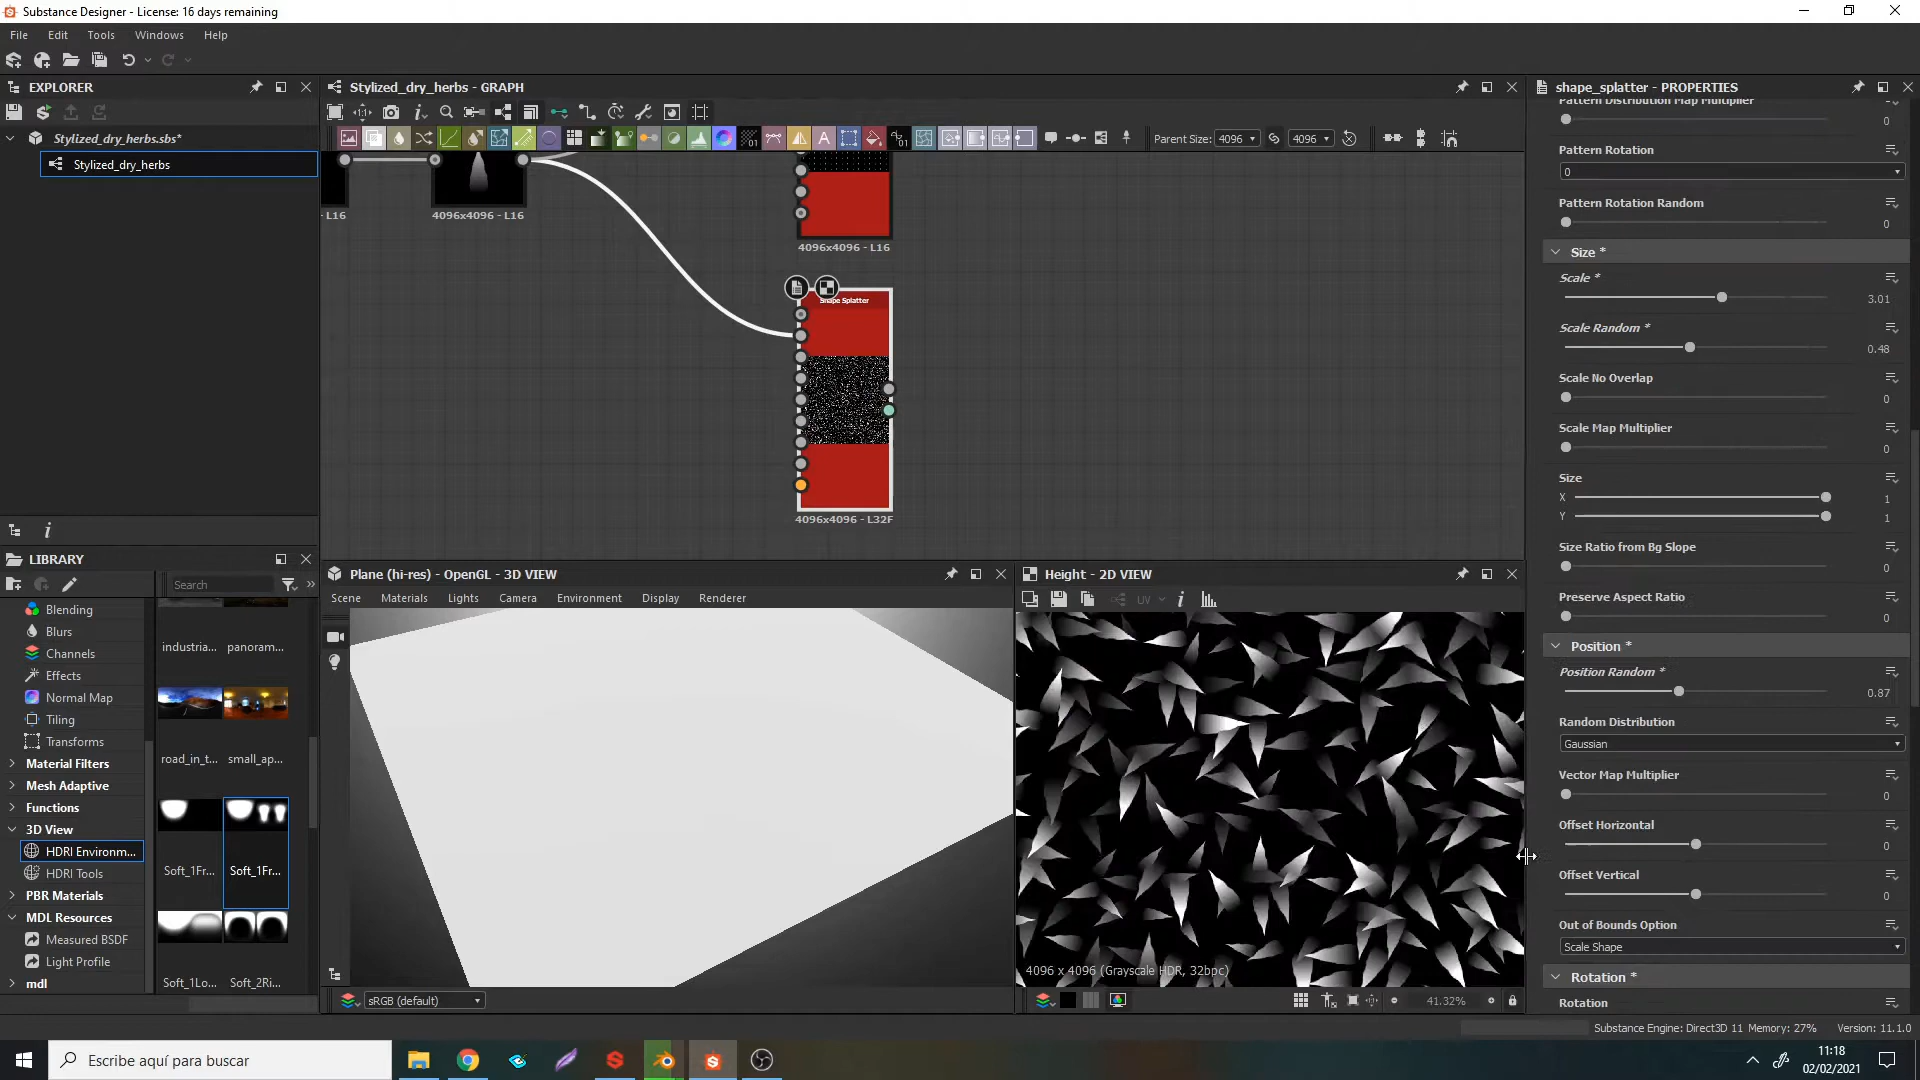 Substance Designer - License: 16 days remaining
File Edit Tools Windows Help
EXPLORER
Stylized_dry_herbs.sbs*
Stylized_dry_herbs
LIBRARY
Search
Blending
Blurs
Channels
Effects
Normal Map
Tiling
Transforms
Material Filters
Mesh Adaptive
Functions
3D View
HDRI Environm...
HDRI Tools
PBR Materials
MDL Resources
Measured BSDF
Light Profile
mdl
industria... panoram...
road_in_t... small_ap...
Soft_1Fr... Soft_1Fr...
Soft_1Lo... Soft_2Ri...
Stylized_dry_herbs - GRAPH
Parent Size: 4096 4096
- L16
4096x4096 - L16
4096x4096 - L16
Shape Splatter
4096x4096 - L32F
Plane (hi-res) - OpenGL - 3D VIEW
Scene Materials Lights Camera Environment Display Renderer
sRGB (default)
Height - 2D VIEW
UV
4096 x 4096 (Grayscale HDR, 32bpc)
41.32%
shape_splatter - PROPERTIES
Pattern Distribution Map Multiplier
0
Pattern Rotation
0
Pattern Rotation Random
0
Size *
Scale *
3.01
Scale Random *
0.48
Scale No Overlap
0
Scale Map Multiplier
0
Size
X 1
Y 1
Size Ratio from Bg Slope
0
Preserve Aspect Ratio
0
Position *
Position Random *
0.87
Random Distribution
Gaussian
Vector Map Multiplier
0
Offset Horizontal
0
Offset Vertical
0
Out of Bounds Option
Scale Shape
Rotation *
Rotation
Substance Engine: Direct3D 11 Memory: 27% Version: 11.1.0
Escribe aquí para buscar
11:18
02/02/2021